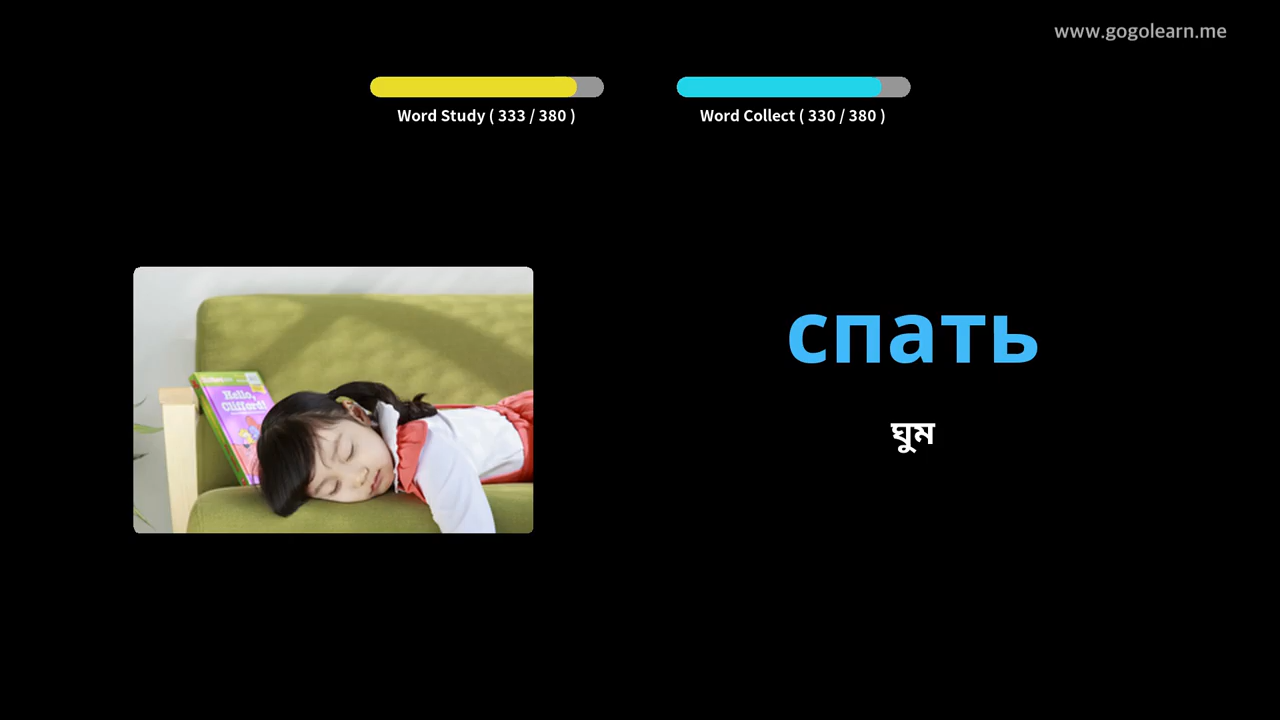 www.gogolearn.me
Word Study ( 333 / 380 )
Word Collect ( 330 / 380 )
Hello,
Clifford!
спать
ঘুম